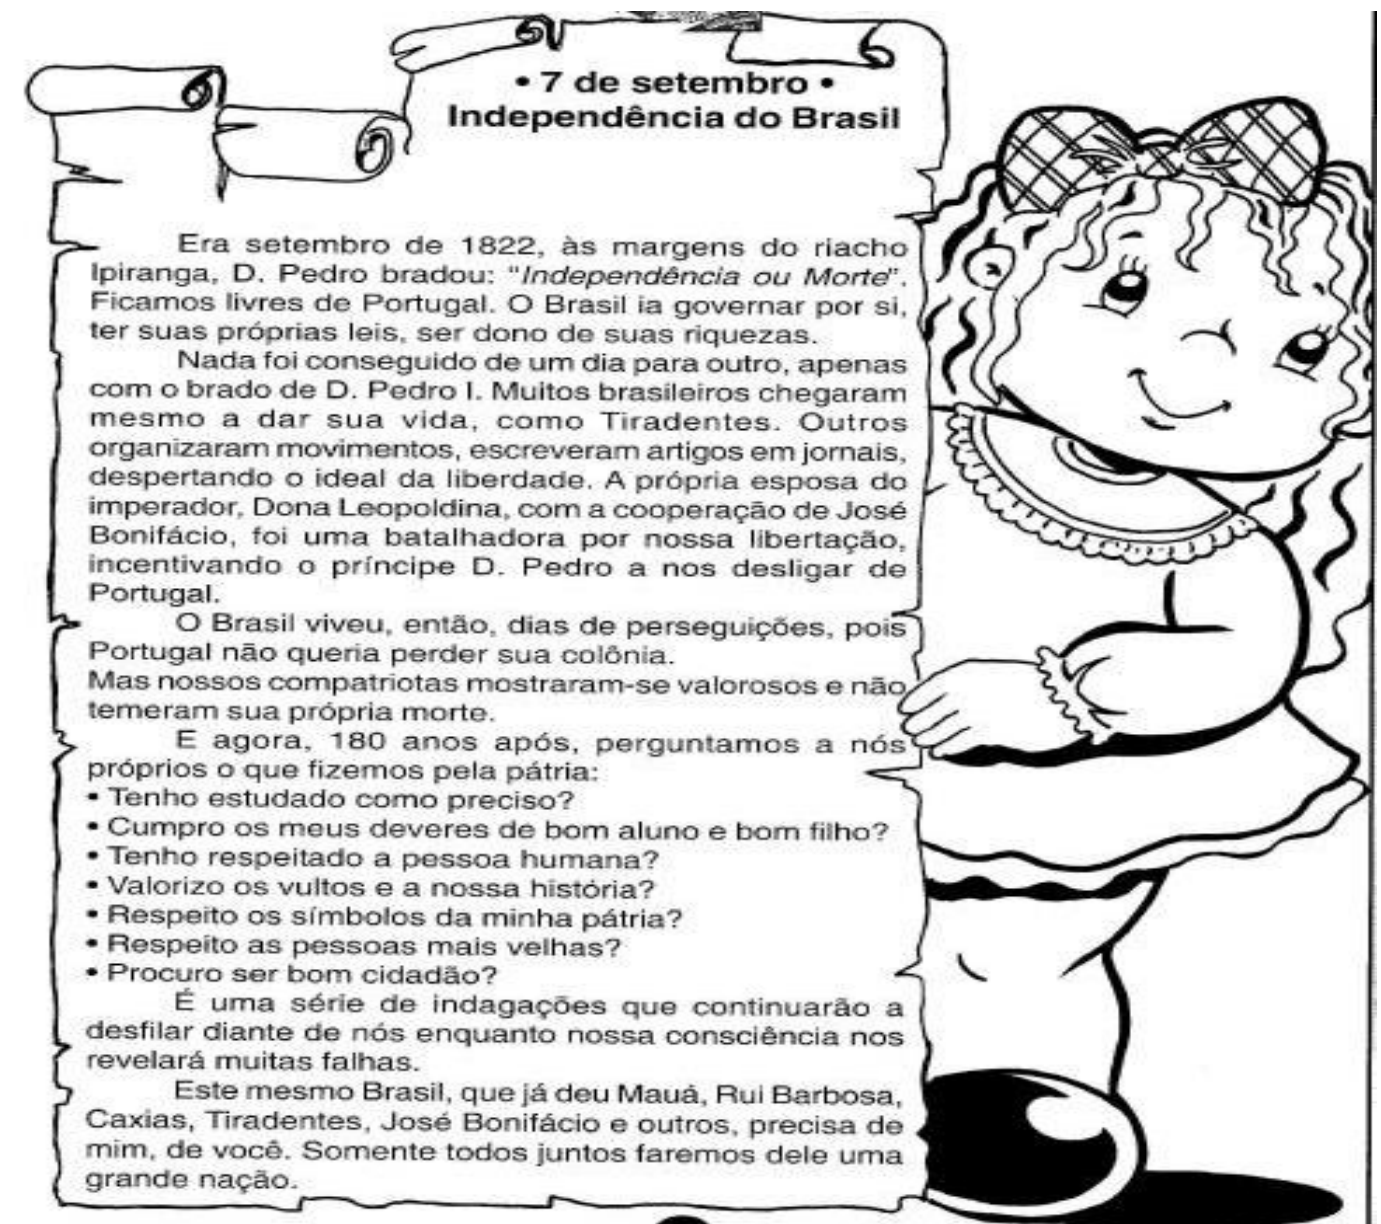 • 7 de setembro •
Independência do Brasil
Era setembro de 1822, às margens do riacho
Ipiranga, D. Pedro bradou: "Independência ou Morte".
Ficamos livres de Portugal. O Brasil ia governar por si,
ter suas próprias leis, ser dono de suas riquezas.
Nada foi conseguido de um dia para outro, apenas
com o brado de D. Pedro I. Muitos brasileiros chegaram
mesmo a dar sua vida, como Tiradentes. Outros
organizaram movimentos, escreveram artigos em jornais,
despertando o ideal da liberdade. A própria esposa do
imperador, Dona Leopoldina, com a cooperação de José
Bonifácio, foi uma batalhadora por nossa libertação,
incentivando o príncipe D. Pedro a nos desligar de
Portugal.
O Brasil viveu, então, dias de perseguições, pois
Portugal não queria perder sua colônia.
Mas nossos compatriotas mostraram-se valorosos e não
temeram sua própria morte.
E agora, 180 anos após, perguntamos a nós
próprios o que fizemos pela pátria:
• Tenho estudado como preciso?
• Cumpro os meus deveres de bom aluno e bom filho?
• Tenho respeitado a pessoa humana?
• Valorizo os vultos e a nossa história?
• Respeito os símbolos da minha pátria?
• Respeito as pessoas mais velhas?
• Procuro ser bom cidadão?
É uma série de indagações que continuarão a
desfilar diante de nós enquanto nossa consciência nos
revelará muitas falhas.
Este mesmo Brasil, que já deu Mauá, Rui Barbosa,
Caxias, Tiradentes, José Bonifácio e outros, precisa de
mim, de você. Somente todos juntos faremos dele uma
grande nação.